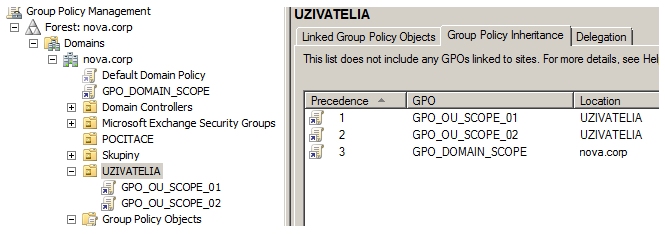 Group Policy Management
Forest: nova.corp
Domains
nova.corp
Default Domain Policy
GPO_DOMAIN_SCOPE
Domain Controllers
Microsoft Exchange Security Groups
POCITACE
Skupiny
UZIVATELIA
GPO_OU_SCOPE_01
GPO_OU_SCOPE_02
Group Policy Objects
UZIVATELIA
Linked Group Policy Objects Group Policy Inheritance Delegation
This list does not include any GPOs linked to sites. For more details, see Hel
Precedence GPO Location
1 GPO_OU_SCOPE_01 UZIVATELIA
2 GPO_OU_SCOPE_02 UZIVATELIA
3 GPO_DOMAIN_SCOPE nova.corp